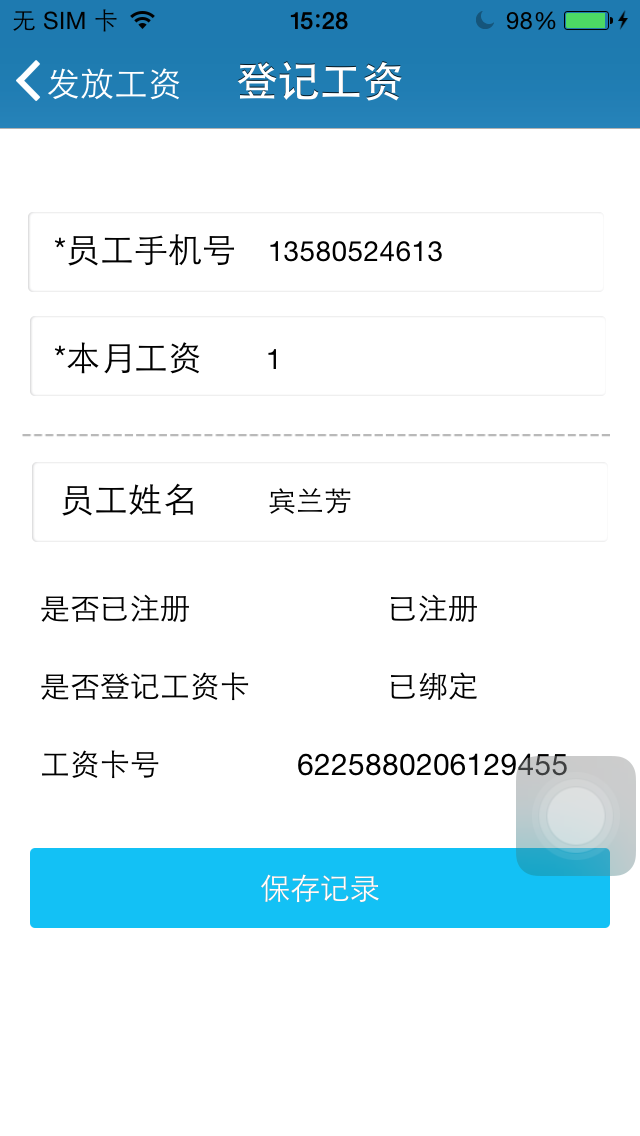 无 SIM 卡 15:28 98%
发放工资 登记工资
*员工手机号 13580524613
*本月工资 1
员工姓名 宾兰芳
是否已注册 已注册
是否登记工资卡 已绑定
工资卡号 6225880206129455
保存记录